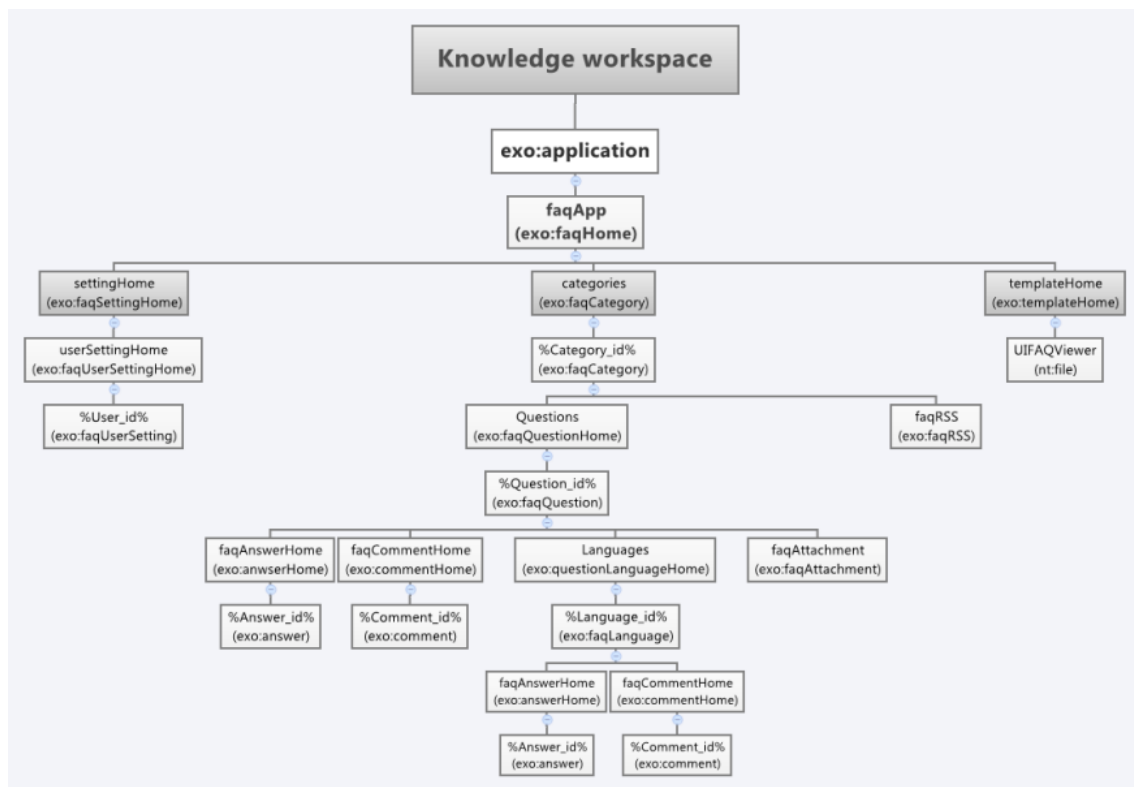 Knowledge workspace
exo:application
faqApp
(exo:faqHome)
settingHome
(exo:faqSettingHome)
categories
(exo:faqCategory)
templateHome
(exo:templateHome)
userSettingHome
(exo:faqUserSettingHome)
%Category_id%
(exo:faqCategory)
UIFAQViewer
(nt:file)
%User_id%
(exo:faqUserSetting)
Questions
(exo:faqQuestionHome)
faqRSS
(exo:faqRSS)
%Question_id%
(exo:faqQuestion)
faqAnswerHome
(exo:anwserHome)
faqCommentHome
(exo:commentHome)
Languages
(exo:questionLanguageHome)
faqAttachment
(exo:faqAttachment)
%Answer_id%
(exo:answer)
%Comment_id%
(exo:comment)
%Language_id%
(exo:faqLanguage)
faqAnswerHome
(exo:answerHome)
faqCommentHome
(exo:commentHome)
%Answer_id%
(exo:answer)
%Comment_id%
(exo:comment)